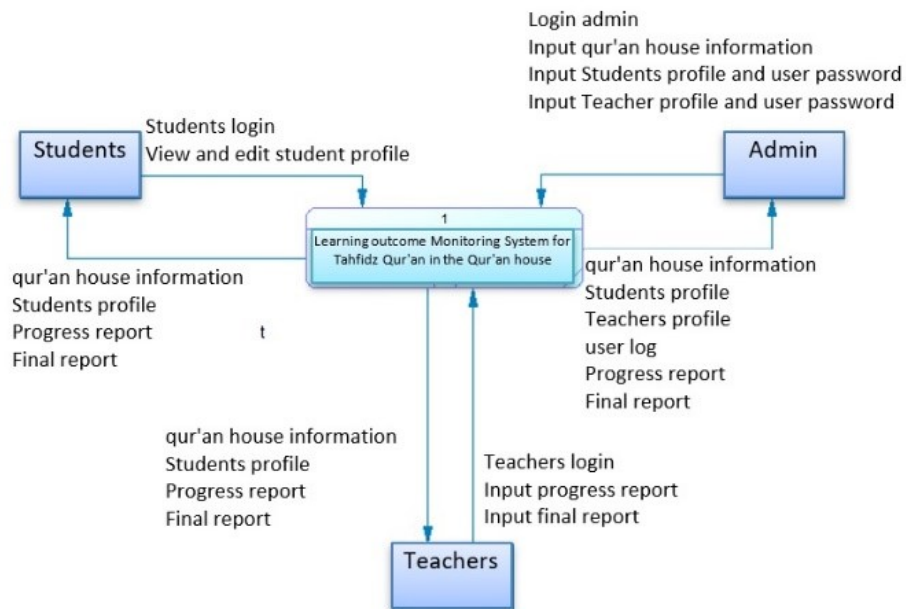 Login admin
Input qur'an house information
Input Students profile and user password
Input Teacher profile and user password
Students
Students login
View and edit student profile
Admin
1
Learning outcome Monitoring System for
Tahfidz Qur'an in the Qur'an house
qur'an house information
Students profile
Progress report
t
Final report
qur'an house information
Students profile
Teachers profile
user log
Progress report
Final report
qur'an house information
Students profile
Progress report
Final report
Teachers login
Input progress report
Input final report
Teachers